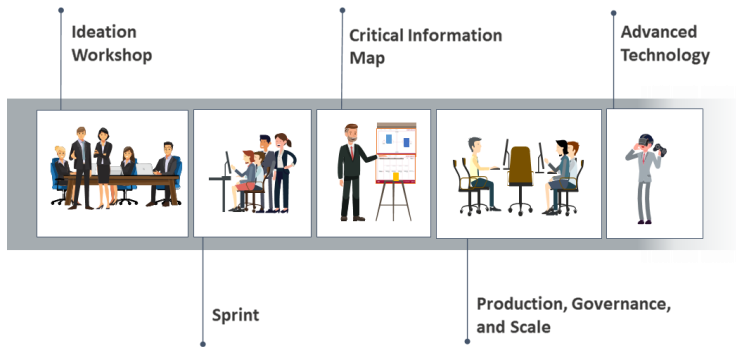 Ideation
Workshop
Critical Information
Map
Advanced
Technology
Sprint
Production, Governance,
and Scale